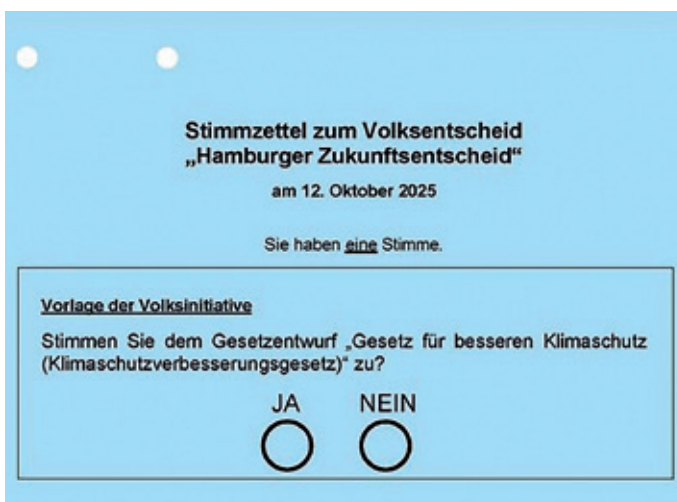 Stimmzettel zum Volksentscheid
„Hamburger Zukunftsentscheid“
am 12. Oktober 2025
Sie haben eine Stimme.
Vorlage der Volksinitiative
Stimmen Sie dem Gesetzentwurf „Gesetz für besseren Klimaschutz
(Klimaschutzverbesserungsgesetz)“ zu?
JA NEIN